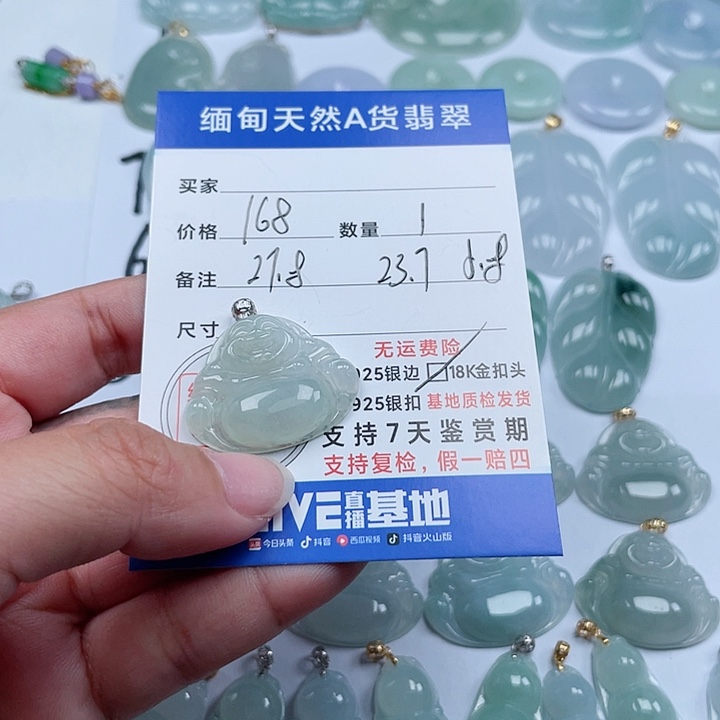 缅甸天然A货翡翠
买家
价格 168 数量 1
备注 27.8 23.7 6.8
尺寸
无运费险
925银边 18K金扣头
925银扣 基地质检发货
支持7天鉴赏期
支持复检，假一赔四
LIVE直播基地
今日头条 抖音 西瓜视频 抖音火山版